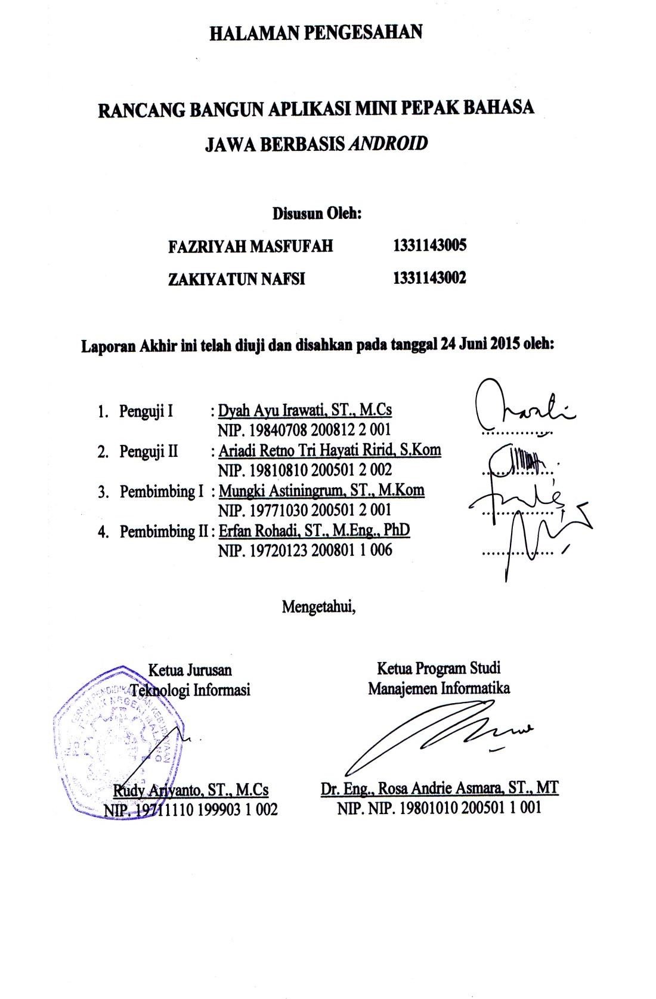 HALAMAN PENGESAHAN
RANCANG BANGUN APLIKASI MINI PEPAK BAHASA
JAWA BERBASIS ANDROID
Disusun Oleh:
FAZRIYAH MASFUFAH 1331143005
ZAKIYATUN NAFSI 1331143002
Laporan Akhir ini telah diuji dan disahkan pada tanggal 24 Juni 2015 oleh:
1. Penguji I : Dyah Ayu Irawati, ST., M.Cs
NIP. 19840708 200812 2 001 ..............
2. Penguji II : Ariadi Retno Tri Hayati Ririd, S.Kom
NIP. 19810810 200501 2 002 ..............
3. Pembimbing I : Mungki Astiningrum, ST., M.Kom
NIP. 19771030 200501 2 001 ..............
4. Pembimbing II : Erfan Rohadi, ST., M.Eng., PhD
NIP. 19720123 200801 1 006 ..............
Mengetahui,
Ketua Jurusan
Teknologi Informasi
PENDIDIKAN DAN KEBUDAYAAN
NEGERI MALANG
Rudy Ariyanto, ST., M.Cs
NIP. 19711110 199903 1 002
Ketua Program Studi
Manajemen Informatika
Dr. Eng., Rosa Andrie Asmara, ST., MT
NIP. NIP. 19801010 200501 1 001